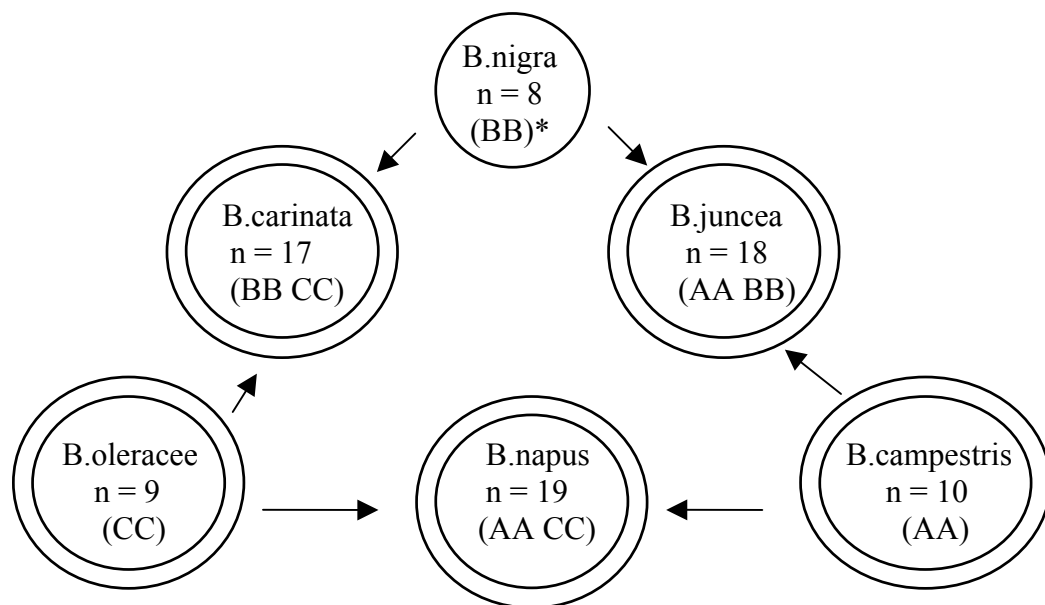 B.nigra
n = 8
(BB)*
B.carinata
n = 17
(BB CC)
B.juncea
n = 18
(AA BB)
B.oleracee
n = 9
(CC)
B.napus
n = 19
(AA CC)
B.campestris
n = 10
(AA)